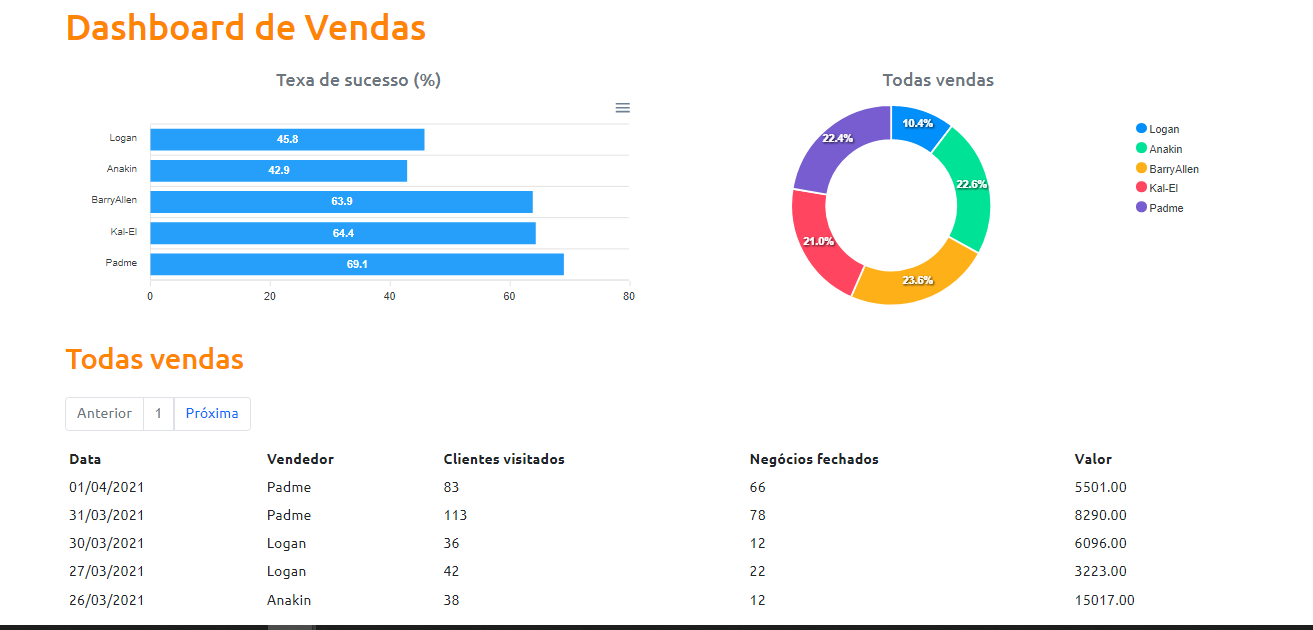 Dashboard de Vendas
Texa de sucesso (%)
Logan 45.8
Anakin 42.9
BarryAllen 63.9
Kal-El 64.4
Padme 69.1
0 20 40 60 80
Todas vendas
10.4%
22.6%
23.6%
21.0%
22.4%
Logan
Anakin
BarryAllen
Kal-El
Padme
Todas vendas
Anterior 1 Próxima
Data Vendedor Clientes visitados Negócios fechados Valor
01/04/2021 Padme 83 66 5501.00
31/03/2021 Padme 113 78 8290.00
30/03/2021 Logan 36 12 6096.00
27/03/2021 Logan 42 22 3223.00
26/03/2021 Anakin 38 12 15017.00